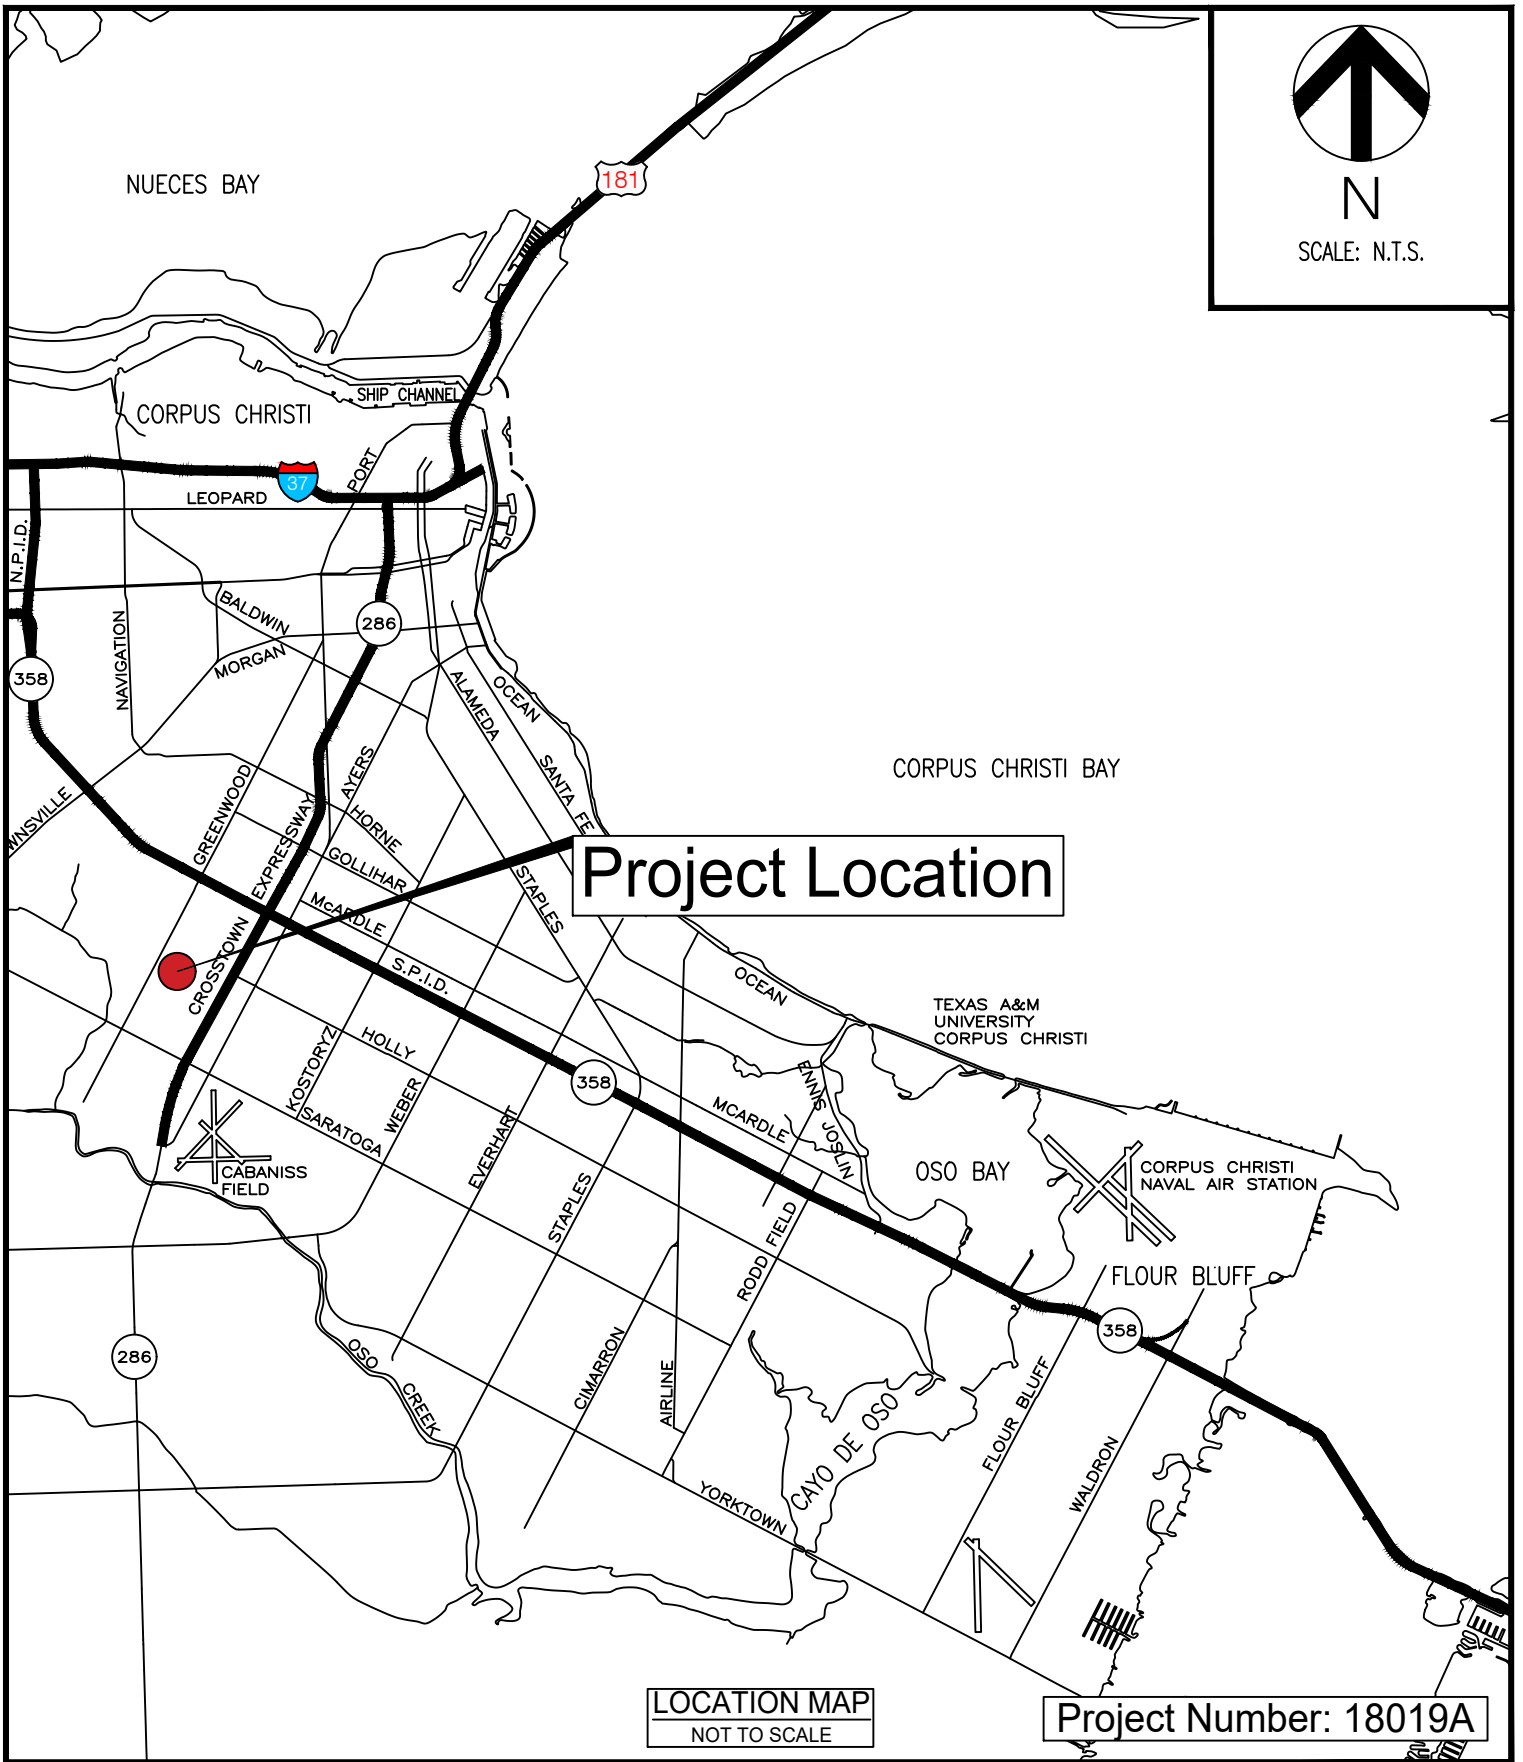 N
SCALE: N.T.S.
181
NUECES BAY
SHIP CHANNEL
CORPUS CHRISTI
PORT
37
LEOPARD
N.P.I.D.
BALDWIN
286
NAVIGATION
MORGAN
358
ALAMEDA
OCEAN
CORPUS CHRISTI BAY
SANTA FE
AYERS
GREENWOOD
WNSVILLE
HORNE
EXPRESSWAY
GOLLIHAR
Project Location
STAPLES
McARDLE
CROSSTOWN
S.P.I.D.
OCEAN
TEXAS A&M
UNIVERSITY
CORPUS CHRISTI
HOLLY
KOSTORYZ
358
WEBER
ENNIS JOSLIN
MCARDLE
SARATOGA
EVERHART
CABANISS
FIELD
OSO BAY
CORPUS CHRISTI
NAVAL AIR STATION
STAPLES
RODD FIELD
FLOUR BLUFF
358
286
OSO
CREEK
CIMARRON
AIRLINE
CAYO DE OSO
FLOUR BLUFF
WALDRON
YORKTOWN
LOCATION MAP
NOT TO SCALE
Project Number: 18019A